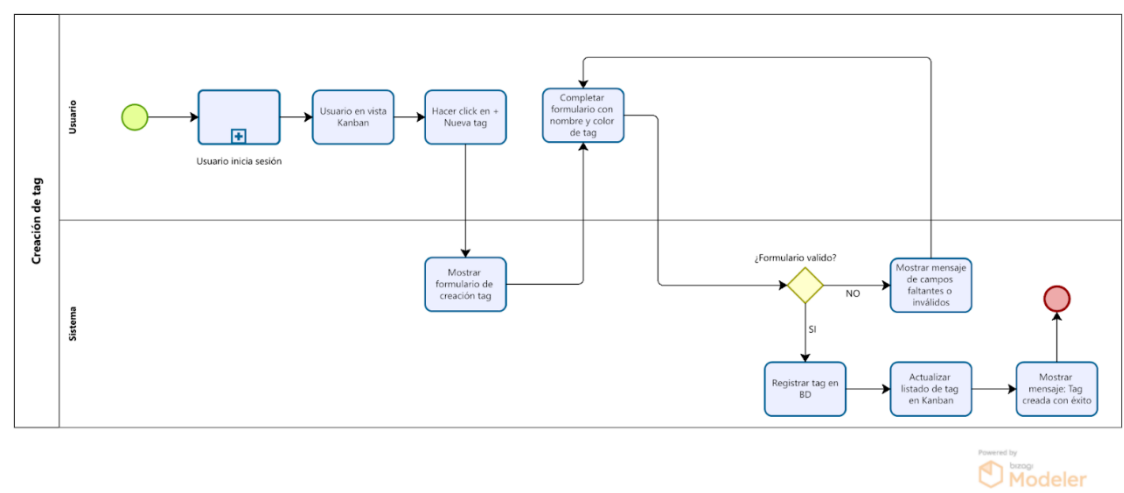 Creación de tag
Usuario
Usuario inicia sesión
Usuario en vista
Kanban
Hacer click en +
Nueva tag
Completar
formulario con
nombre y color
de tag
Sistema
Mostrar
formulario de
creación tag
¿Formulario valido?
NO
SI
Mostrar mensaje
de campos
faltantes o
inválidos
Registrar tag en
BD
Actualizar
listado de tag
en Kanban
Mostrar
mensaje: Tag
creada con éxito
Powered by
bizagi
Modeler